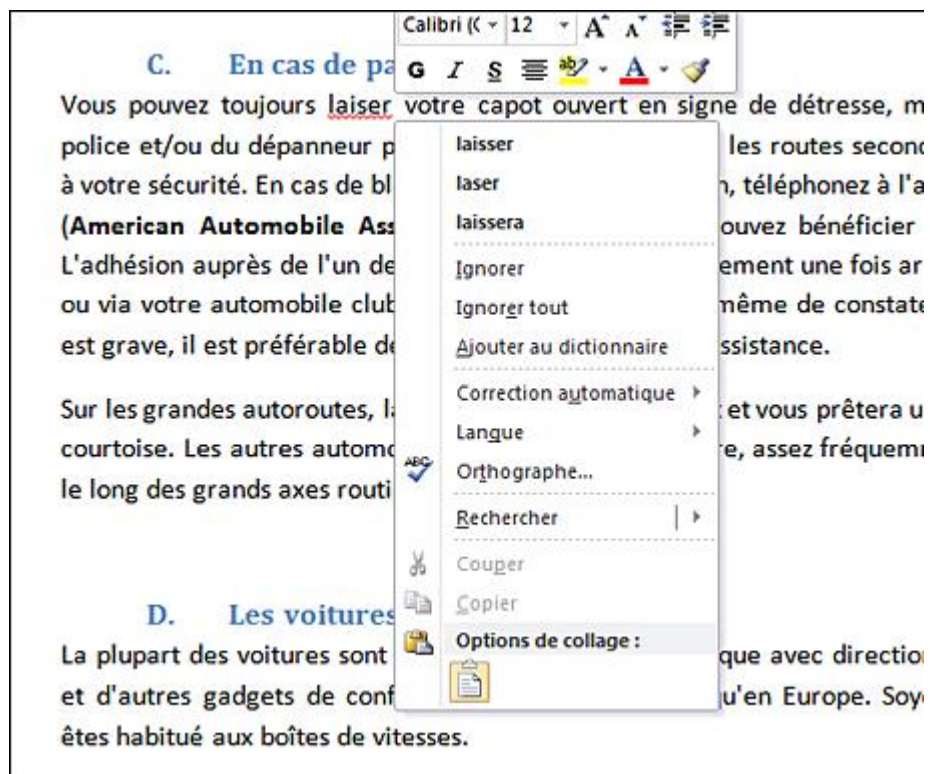 Calibri (C 12 A A
G I S ab A
C. En cas de pa
Vous pouvez toujours laiser votre capot ouvert en signe de détresse, m
police et/ou du dépanneur p les routes second
à votre sécurité. En cas de bl n, téléphonez à l'a
(American Automobile Ass ouvez bénéficier
L'adhésion auprès de l'un de ement une fois ar
ou via votre automobile club même de constate
est grave, il est préférable de ssistance.
Sur les grandes autoroutes, la t et vous prêtera u
courtoise. Les autres automo re, assez fréquemm
le long des grands axes routi
D. Les voitures
La plupart des voitures sont que avec direction
et d'autres gadgets de conf u'en Europe. Soye
êtes habitué aux boîtes de vitesses.
laisser
laser
laissera
Ignorer
Ignorer tout
Ajouter au dictionnaire
Correction automatique
Langue
ABC Orthographe...
Rechercher
Couper
Copier
Options de collage :